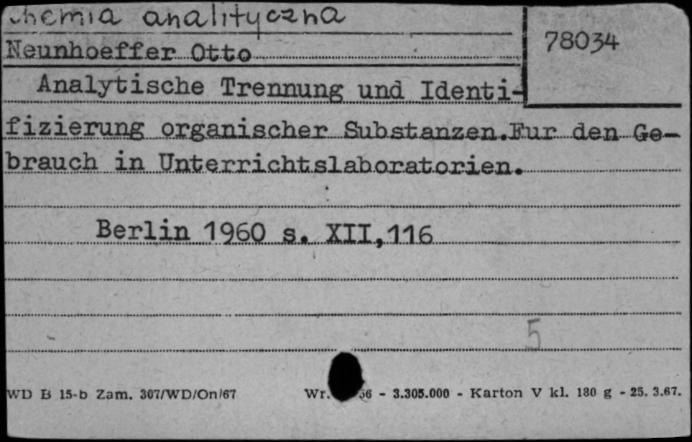 chemia analityczna
78034
Neunhoeffer Otto
Analytische Trennung und Identi-
fizierung organischer Substanzen.Fur den Ge-
brauch in Unterrichtslaboratorien.
Berlin 1960 s. XII,116
5
WD B 15-b Zam. 307/WD/On/67 Wr. 56 - 3.305.000 - Karton V kl. 180 g - 25. 3.67.